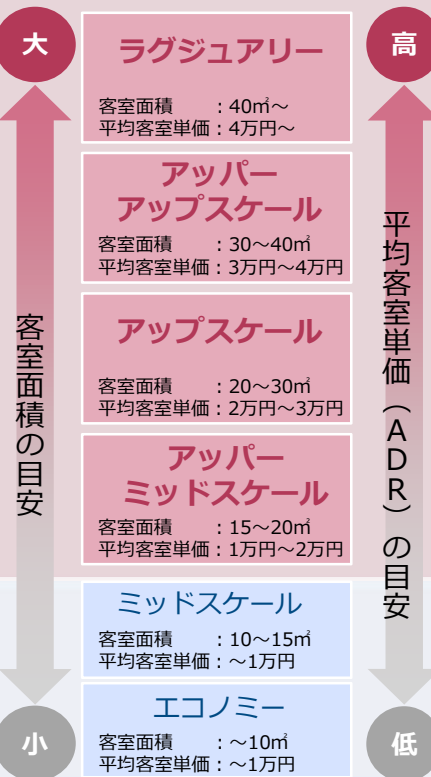 大
高
ラグジュアリー
客室面積　　：40㎡～
平均客室単価：4万円～
アッパー
アップスケール
客室面積　　：30～40㎡
平均客室単価：3万円～4万円
アップスケール
客室面積　　：20～30㎡
平均客室単価：2万円～3万円
アッパー
ミッドスケール
客室面積　　：15～20㎡
平均客室単価：1万円～2万円
ミッドスケール
客室面積　　：10～15㎡
平均客室単価：～1万円
エコノミー
客室面積　　：～10㎡
平均客室単価：～1万円
客室面積の目安
平均客室単価（ADR）の目安
小
低